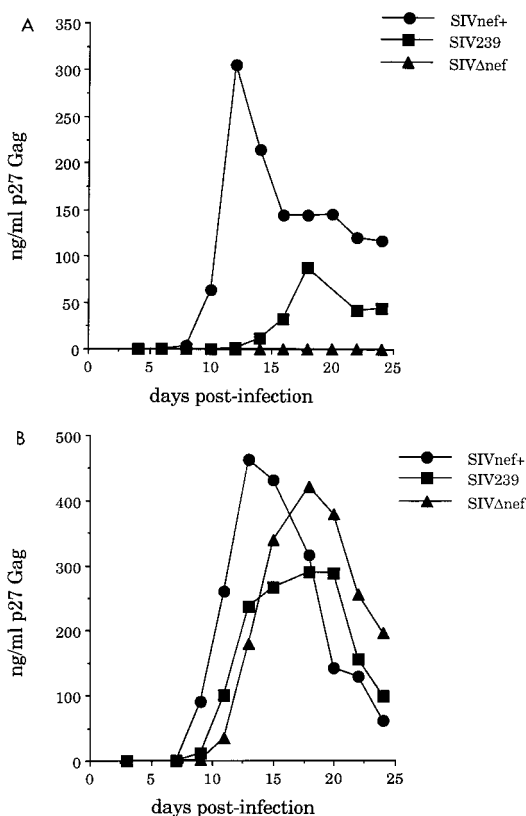 A
SIVnef+
SIV239
SIVΔnef
350
300
250
200
150
100
50
0
ng/ml p27 Gag
0 5 10 15 20 25
days post-infection
B
SIVnef+
SIV239
SIVΔnef
500
400
300
200
100
0
ng/ml p27 Gag
0 5 10 15 20 25
days post-infection